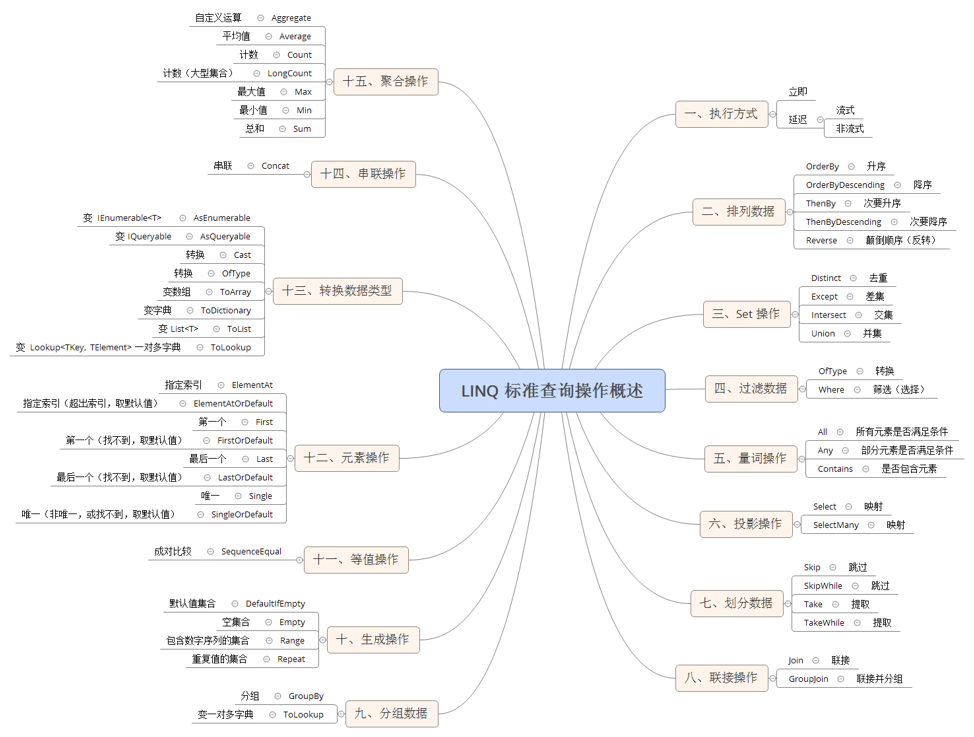 LINQ 标准查询操作概述
一、执行方式
立即
延迟
流式
非流式
二、排列数据
OrderBy 升序
OrderByDescending 降序
ThenBy 次要升序
ThenByDescending 次要降序
Reverse 颠倒顺序（反转）
三、Set 操作
Distinct 去重
Except 差集
Intersect 交集
Union 并集
四、过滤数据
OfType 转换
Where 筛选（选择）
五、量词操作
All 所有元素是否满足条件
Any 部分元素是否满足条件
Contains 是否包含元素
六、投影操作
Select 映射
SelectMany 映射
七、划分数据
Skip 跳过
SkipWhile 跳过
Take 提取
TakeWhile 提取
八、联接操作
Join 联接
GroupJoin 联接并分组
九、分组数据
分组 GroupBy
变一对多字典 ToLookup
十、生成操作
默认值集合 DefaultIfEmpty
空集合 Empty
包含数字序列的集合 Range
重复值的集合 Repeat
十一、等值操作
成对比较 SequenceEqual
十二、元素操作
指定索引 ElementAt
指定索引（超出索引，取默认值） ElementAtOrDefault
第一个 First
第一个（找不到，取默认值） FirstOrDefault
最后一个 Last
最后一个（找不到，取默认值） LastOrDefault
唯一 Single
唯一（非唯一，或找不到，取默认值） SingleOrDefault
十三、转换数据类型
变 IEnumerable<T> AsEnumerable
变 IQueryable AsQueryable
转换 Cast
转换 OfType
变数组 ToArray
变字典 ToDictionary
变 List<T> ToList
变 Lookup<TKey, TElement> 一对多字典 ToLookup
十四、串联操作
串联 Concat
十五、聚合操作
自定义运算 Aggregate
平均值 Average
计数 Count
计数（大型集合） LongCount
最大值 Max
最小值 Min
总和 Sum